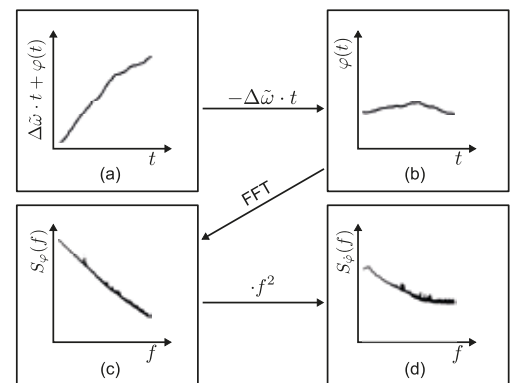 Δω̃ · t + φ(t)
t
(a)
−Δω̃ · t
φ(t)
t
(b)
FFT
S_φ(f)
f
(c)
·f²
S_φ̇(f)
f
(d)